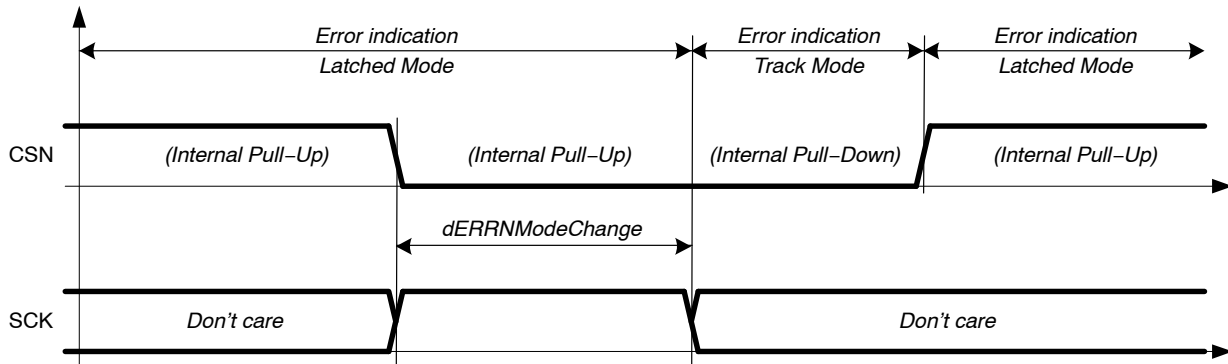 Error indication
Latched Mode
Error indication
Track Mode
Error indication
Latched Mode
CSN
(Internal Pull−Up)
(Internal Pull−Up)
(Internal Pull−Down)
(Internal Pull−Up)
dERRNModeChange
SCK
Don't care
Don't care